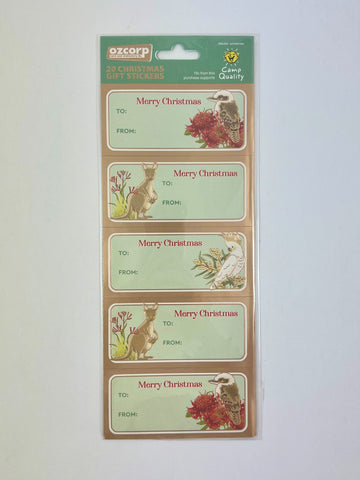 ozcorp
20 CHRISTMAS
GIFT STICKERS
Camp
Quality
Merry Christmas
TO:
FROM:
Merry Christmas
TO:
FROM:
Merry Christmas
TO:
FROM:
Merry Christmas
TO:
FROM:
Merry Christmas
TO:
FROM: